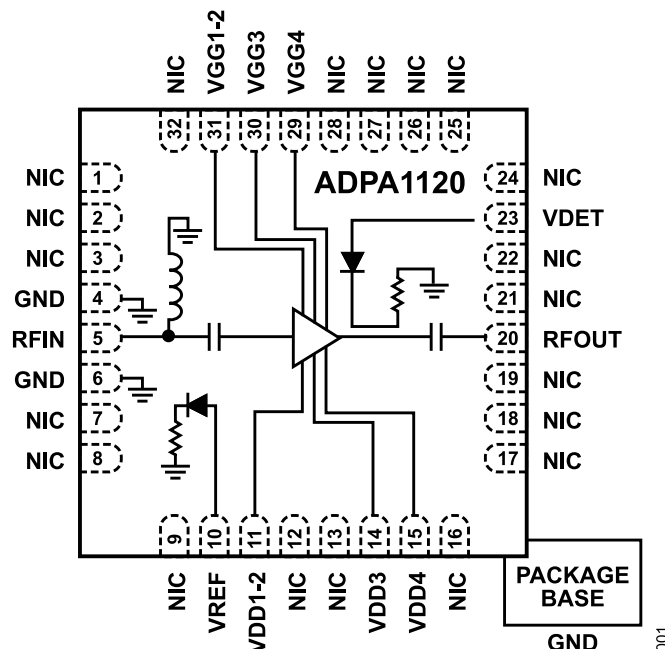 NIC
VGG1-2
VGG3
VGG4
NIC
NIC
NIC
NIC
32
31
30
29
28
27
26
25
ADPA1120
NIC 1
NIC 2
NIC 3
GND 4
RFIN 5
GND 6
NIC 7
NIC 8
24 NIC
23 VDET
22 NIC
21 NIC
20 RFOUT
19 NIC
18 NIC
17 NIC
9
10
11
12
13
14
15
16
NIC
VREF
VDD1-2
NIC
NIC
VDD3
VDD4
NIC
PACKAGE
BASE
GND
001